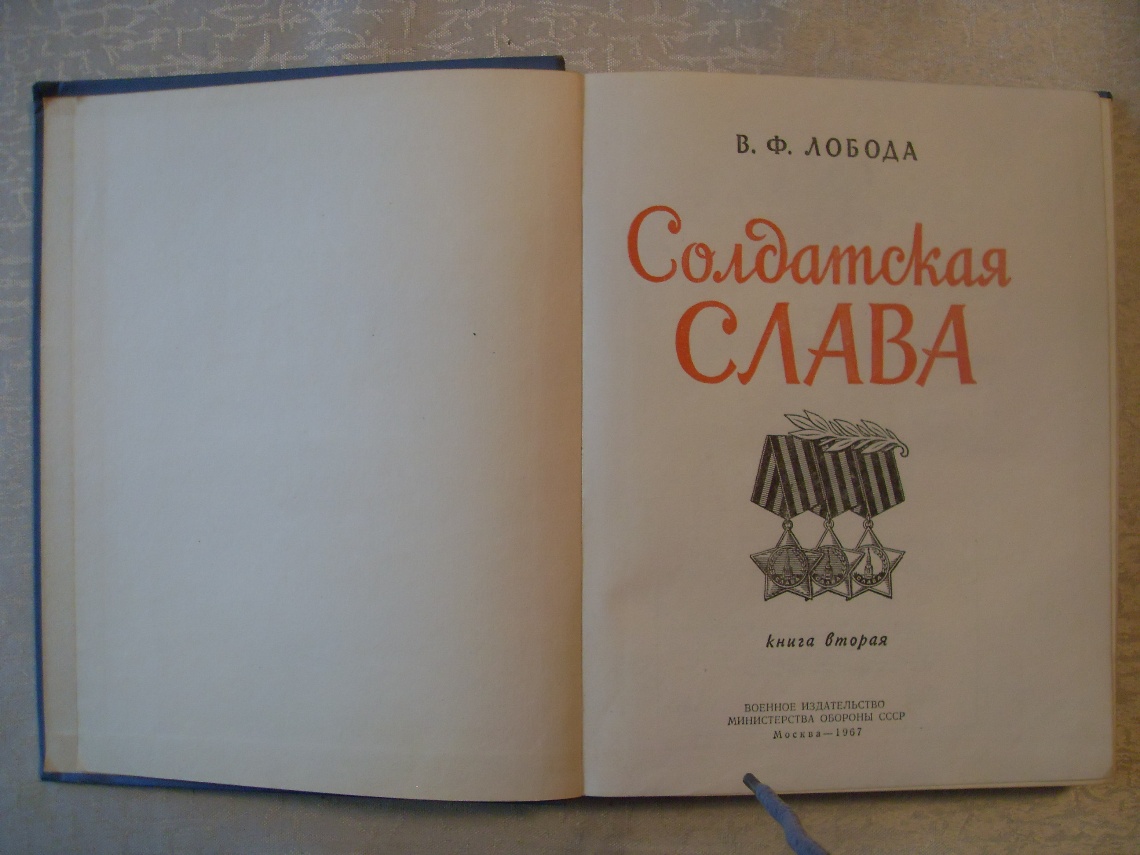 В. Ф. ЛОБОДА
Солдатская
СЛАВА
книга вторая
ВОЕННОЕ ИЗДАТЕЛЬСТВО
МИНИСТЕРСТВА ОБОРОНЫ СССР
Москва—1967